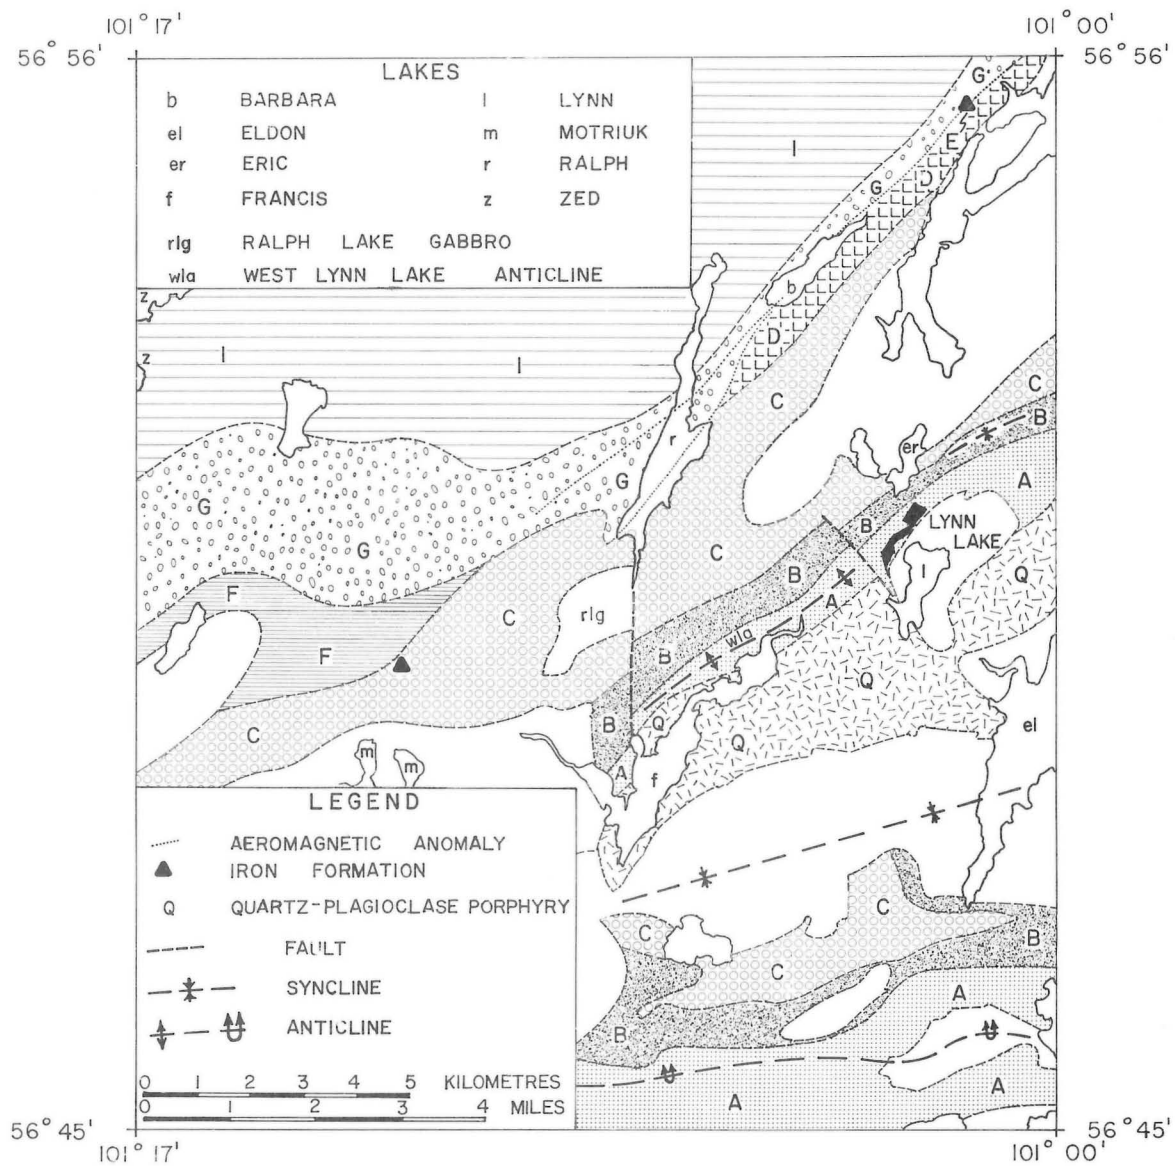 101° 17'
101° 00'
56° 56'
56° 56'
LAKES
b BARBARA l LYNN
el ELDON m MOTRIUK
er ERIC r RALPH
f FRANCIS z ZED
rlg RALPH LAKE GABBRO
wla WEST LYNN LAKE ANTICLINE
G
I
E
D
G
z
b
D
z
I
I
C
C
B
r
er
G
A
G
B
LYNN
LAKE
G
C
B
l
Q
F
A
C
rlg
wla
F
B
Q
Q
B
Q
el
C
m
m
A
f
LEGEND
AEROMAGNETIC ANOMALY
IRON FORMATION
Q QUARTZ-PLAGIOCLASE PORPHYRY
FAULT
SYNCLINE
ANTICLINE
C
C
B
C
A
B
A
A
0 1 2 3 4 5 KILOMETRES
0 1 2 3 4 MILES
56° 45'
56° 45'
101° 17'
101° 00'